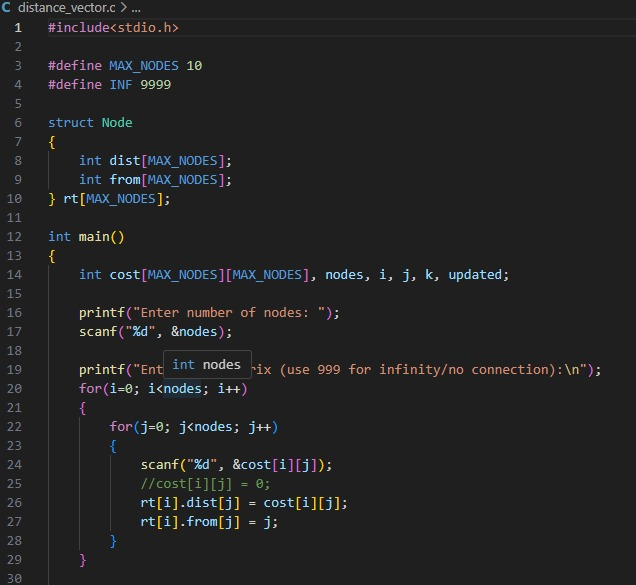 C distance_vector.c > ...
1 #include<stdio.h>
2
3 #define MAX_NODES 10
4 #define INF 9999
5
6 struct Node
7 {
8 int dist[MAX_NODES];
9 int from[MAX_NODES];
10 } rt[MAX_NODES];
11
12 int main()
13 {
14 int cost[MAX_NODES][MAX_NODES], nodes, i, j, k, updated;
15
16 printf("Enter number of nodes: ");
17 scanf("%d", &nodes);
18
int nodes
19 printf("Ent rix (use 999 for infinity/no connection):\n");
20 for(i=0; i<nodes; i++)
21 {
22 for(j=0; j<nodes; j++)
23 {
24 scanf("%d", &cost[i][j]);
25 //cost[i][j] = 0;
26 rt[i].dist[j] = cost[i][j];
27 rt[i].from[j] = j;
28 }
29 }
30